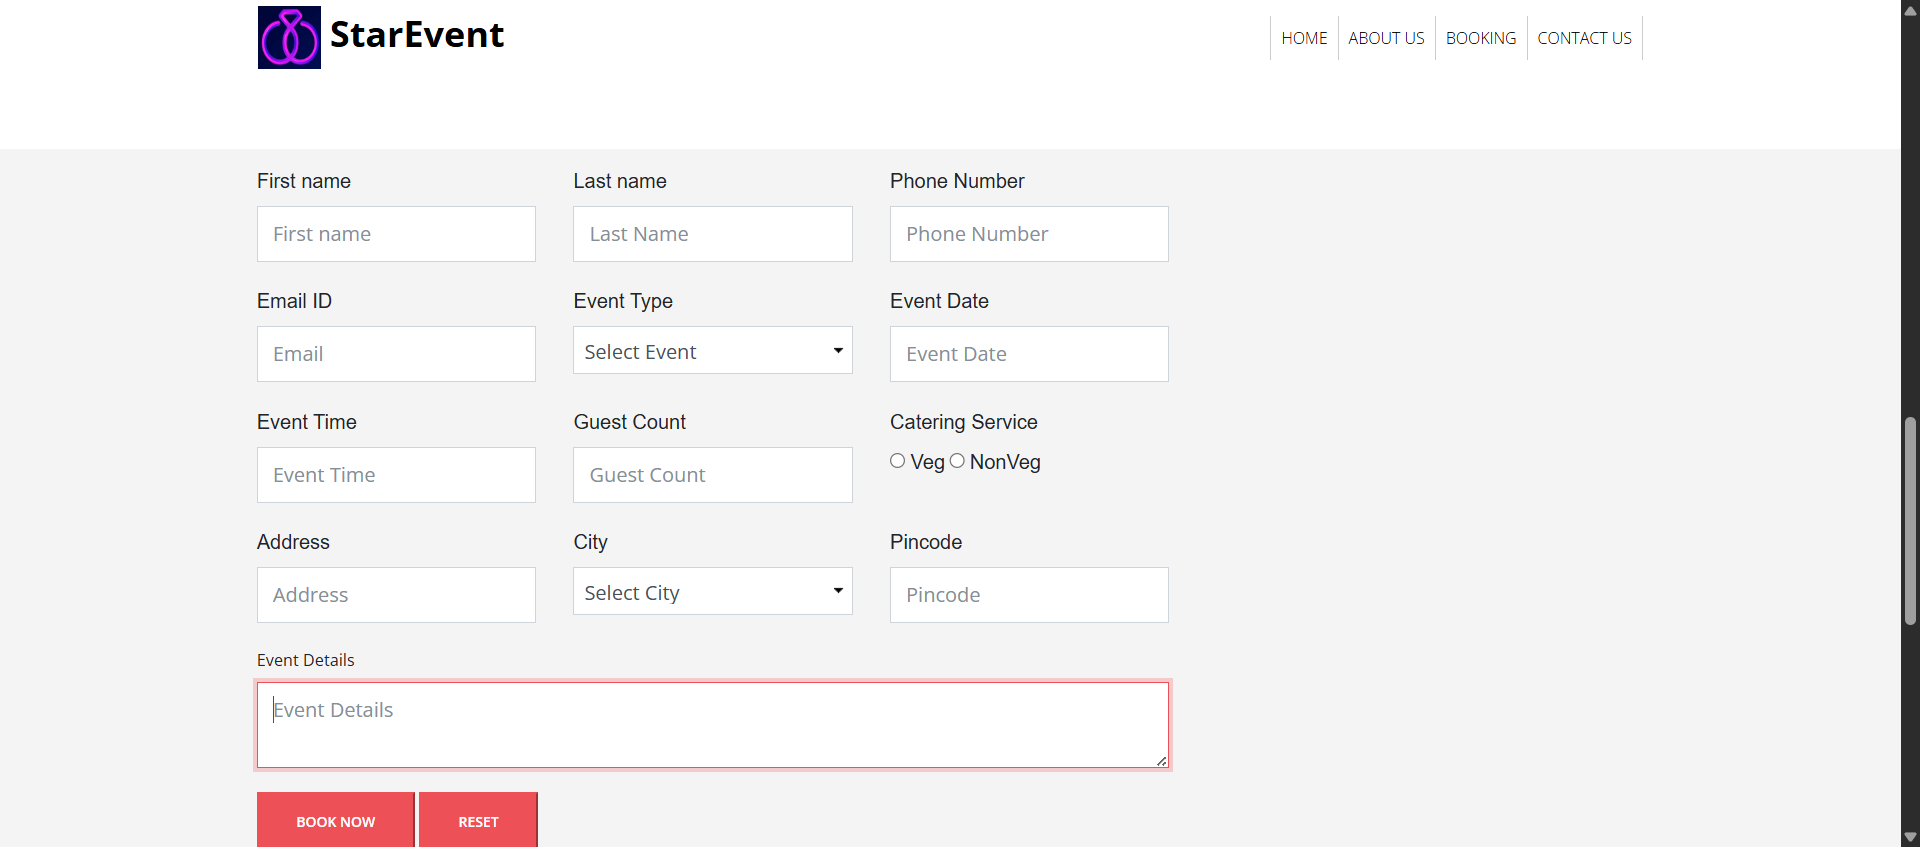 StarEvent
HOME ABOUT US BOOKING CONTACT US
First name Last name Phone Number
First name Last Name Phone Number
Email ID Event Type Event Date
Email Select Event Event Date
Event Time Guest Count Catering Service
Event Time Guest Count Veg NonVeg
Address City Pincode
Address Select City Pincode
Event Details
Event Details
BOOK NOW RESET